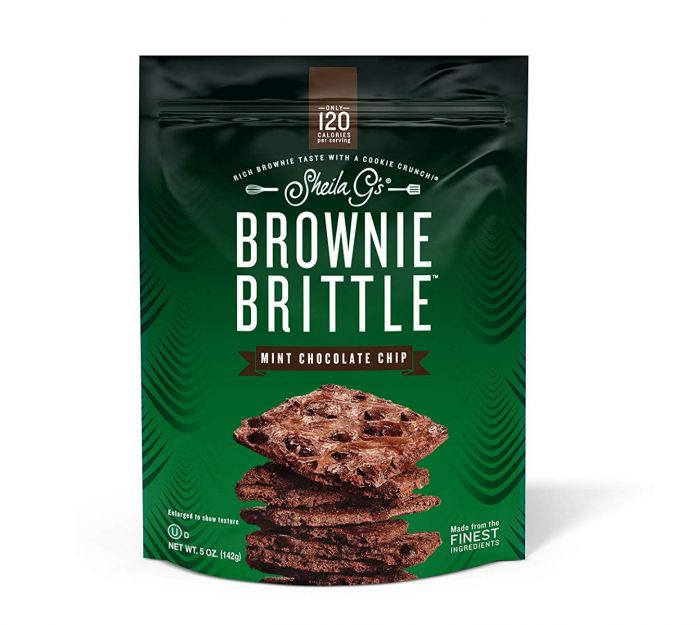 ONLY
120
CALORIES
per serving
RICH BROWNIE TASTE WITH A COOKIE CRUNCH!®
Sheila G's®
BROWNIE
BRITTLE™
MINT CHOCOLATE CHIP
Enlarged to show texture
U D
NET WT. 5 OZ. (142g)
Made from the
FINEST
INGREDIENTS